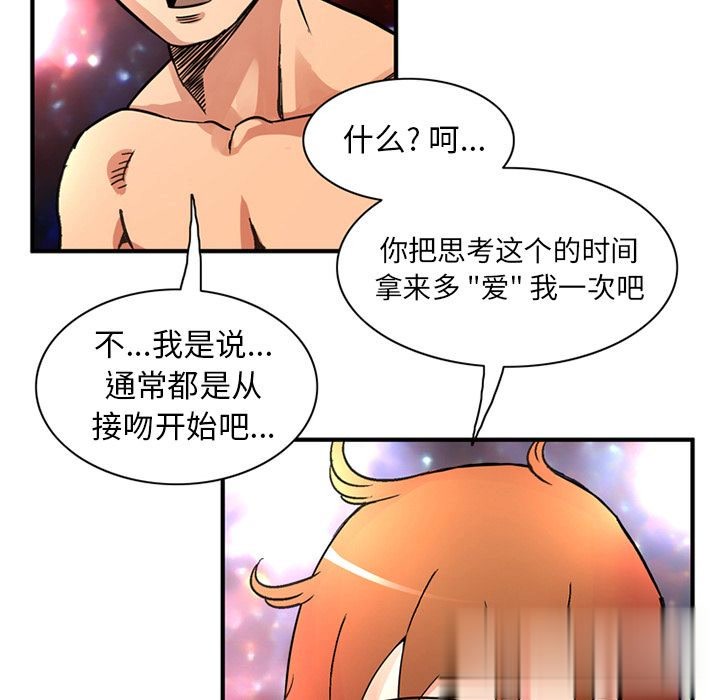 不...我是说...
通常都是从
接吻开始吧...
什么? 呵...
你把思考这个的时间
拿来多 "爱" 我一次吧